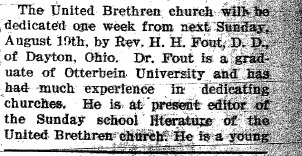 The United Brethren church will be
dedicated one week from next Sunday,
August 19th, by Rev. H. H. Fout, D. D.,
of Dayton, Ohio. Dr. Fout is a grad-
uate of Otterbein University and has
had much experience in dedicating
churches. He is at present editor of
the Sunday school literature of the
United Brethren church. He is a young